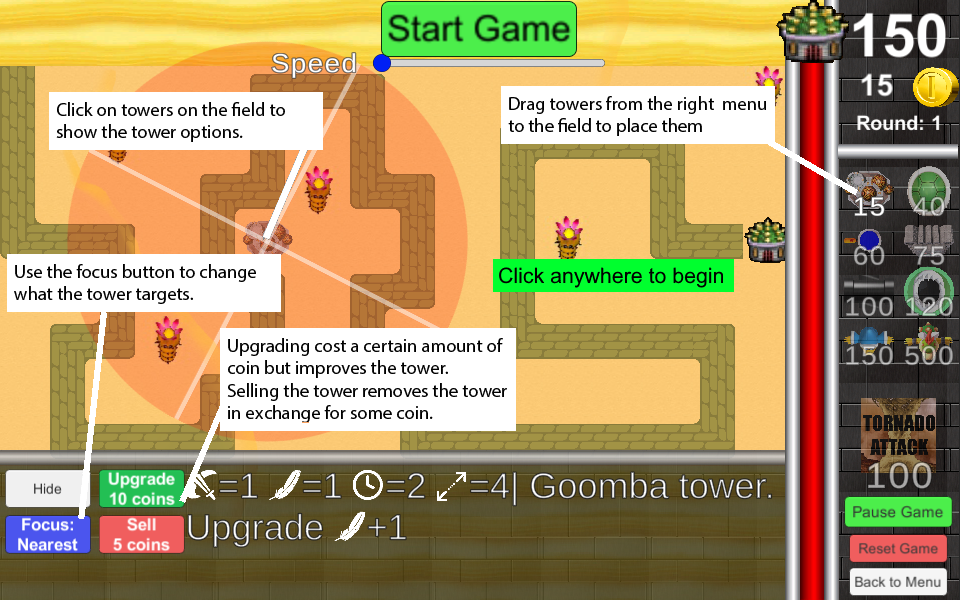 Start Game
150
Speed
15
Click on towers on the field to
show the tower options.
Drag towers from the right menu
to the field to place them
Round: 1
15
40
60
75
Use the focus button to change
what the tower targets.
Click anywhere to begin
100
120
150
500
Upgrading cost a certain amount of
coin but improves the tower.
Selling the tower removes the tower
in exchange for some coin.
TORNADO
ATTACK
100
Hide
Upgrade
10 coins
=1 =1 =2 =4| Goomba tower.
Upgrade +1
Focus:
Nearest
Sell
5 coins
Pause Game
Reset Game
Back to Menu